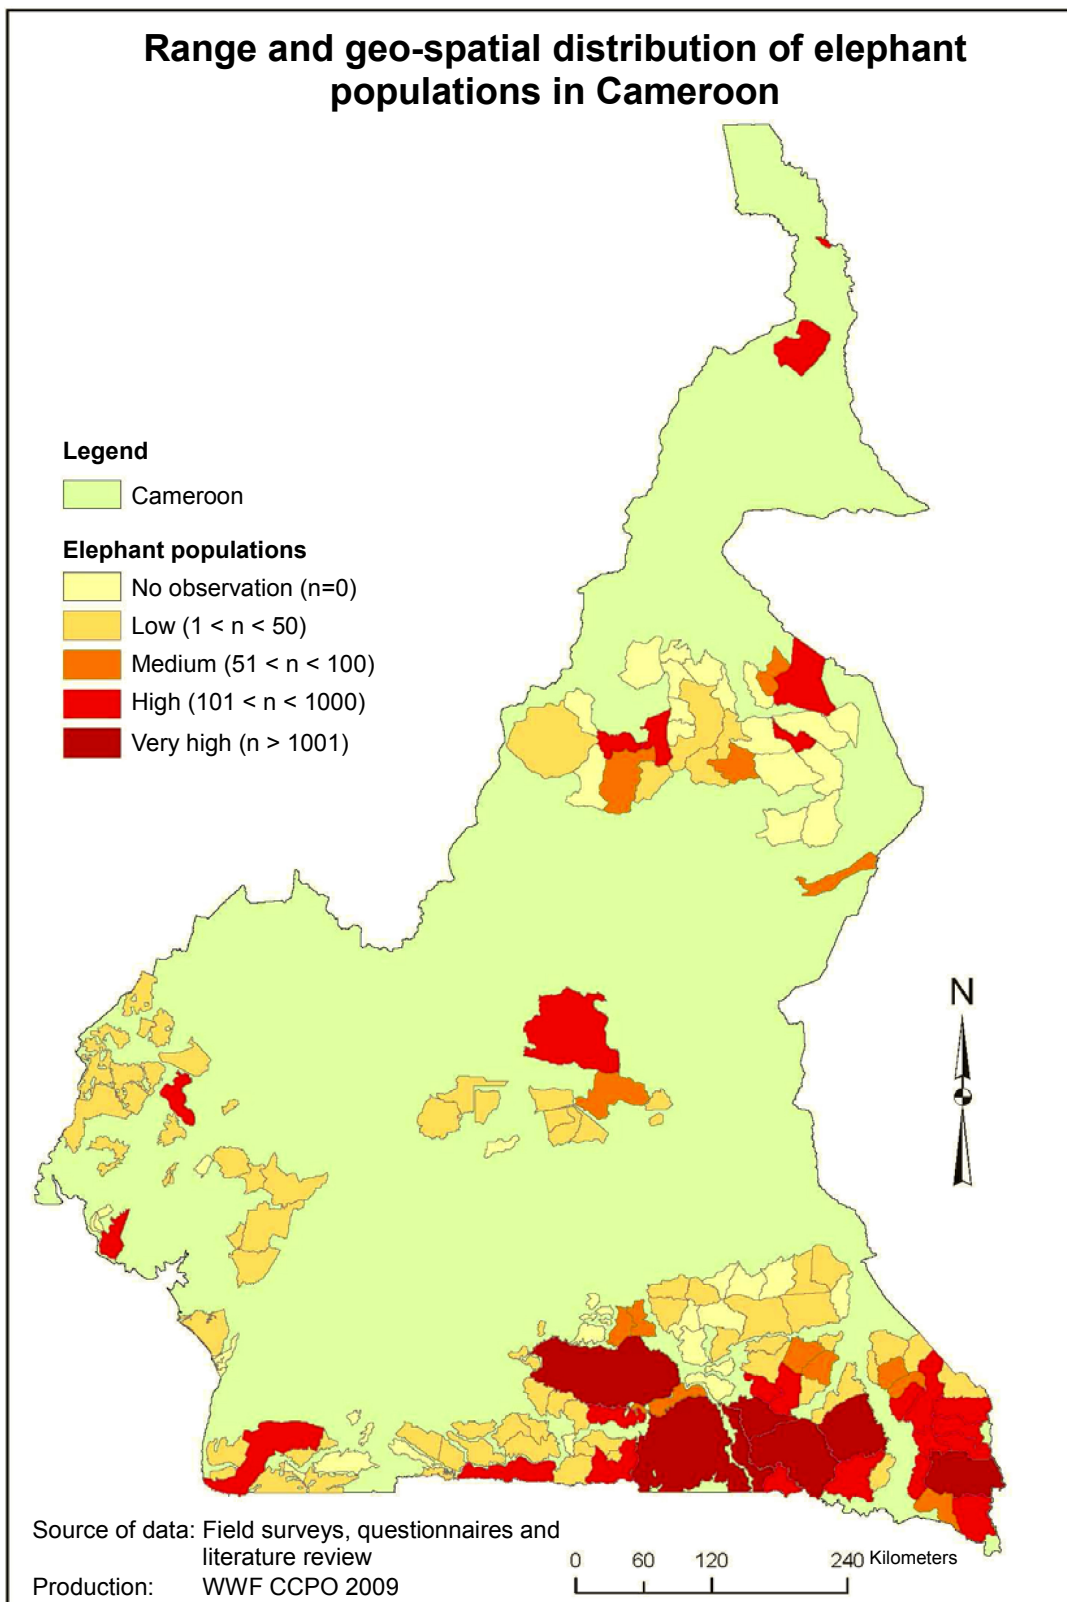 Range and geo-spatial distribution of elephant
populations in Cameroon
Legend
Cameroon
Elephant populations
No observation (n=0)
Low (1 < n < 50)
Medium (51 < n < 100)
High (101 < n < 1000)
Very high (n > 1001)
N
Source of data: Field surveys, questionnaires and
literature review
Production: WWF CCPO 2009
0 60 120 240 Kilometers